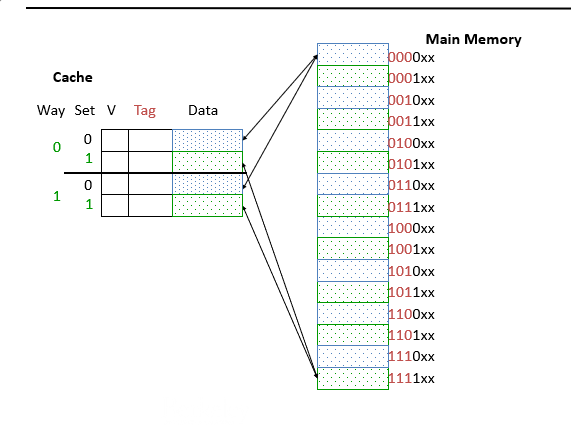 Main Memory
Cache
Way Set V Tag Data
0
0
1
1
0
1
0000xx
0001xx
0010xx
0011xx
0100xx
0101xx
0110xx
0111xx
1000xx
1001xx
1010xx
1011xx
1100xx
1101xx
1110xx
1111xx